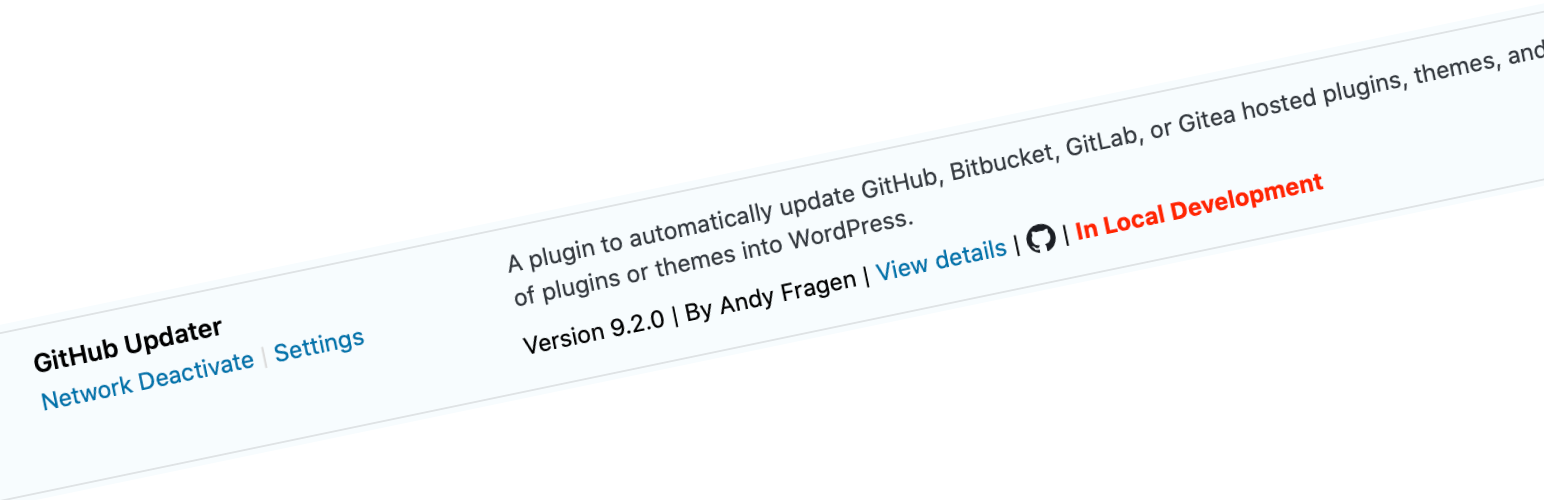 GitHub Updater
Network Deactivate | Settings
A plugin to automatically update GitHub, Bitbucket, GitLab, or Gitea hosted plugins, themes, and
of plugins or themes into WordPress.
Version 9.2.0 | By Andy Fragen | View details | | In Local Development